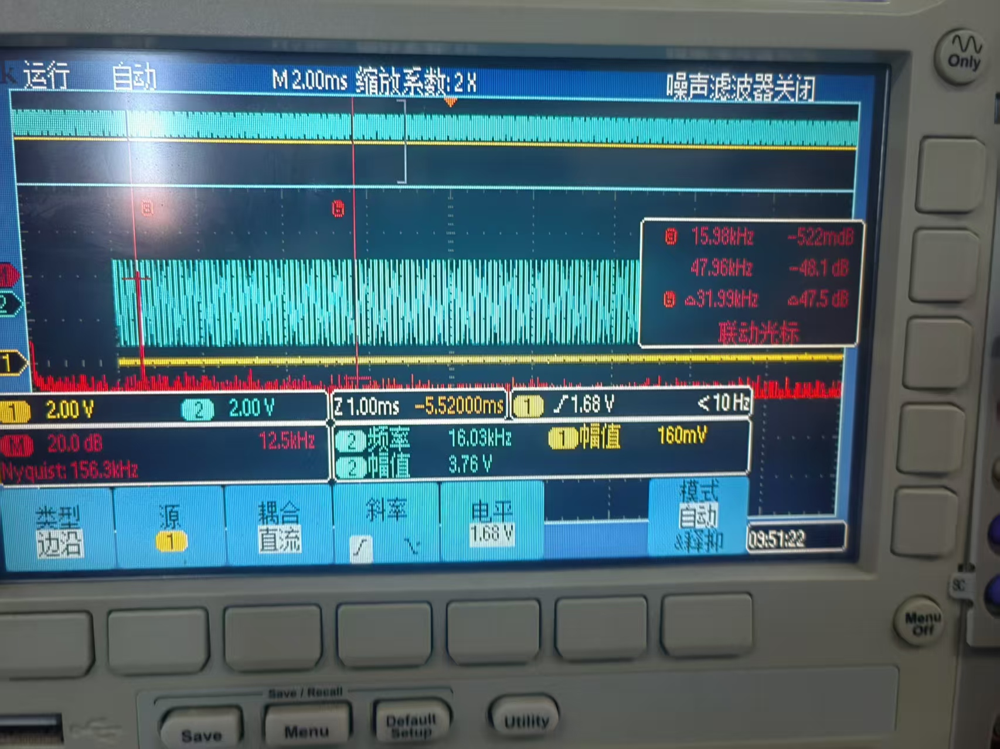 k 运行 自动 M 2.00ms 缩放系数:2 X 噪声滤波器关闭
Only
15.98kHz -522mdB
47.96kHz -48.1 dB
△31.99kHz △47.5 dB
联动光标
2
1
1 2.00 V 2 2.00 V Z 1.00ms -5.52000ms 1 1.68 V <10 Hz
M 20.0 dB 12.5kHz 2 频率 16.03kHz 1 幅值 160mV
Nyquist: 156.3kHz 2 幅值 3.76 V
类型 源 耦合 斜率 电平 模式
边沿 1 直流 1.68 V 自动
&释抑
03:51:22
SC
Menu
Off
Save / Recall
Save Menu Default
Setup Utility